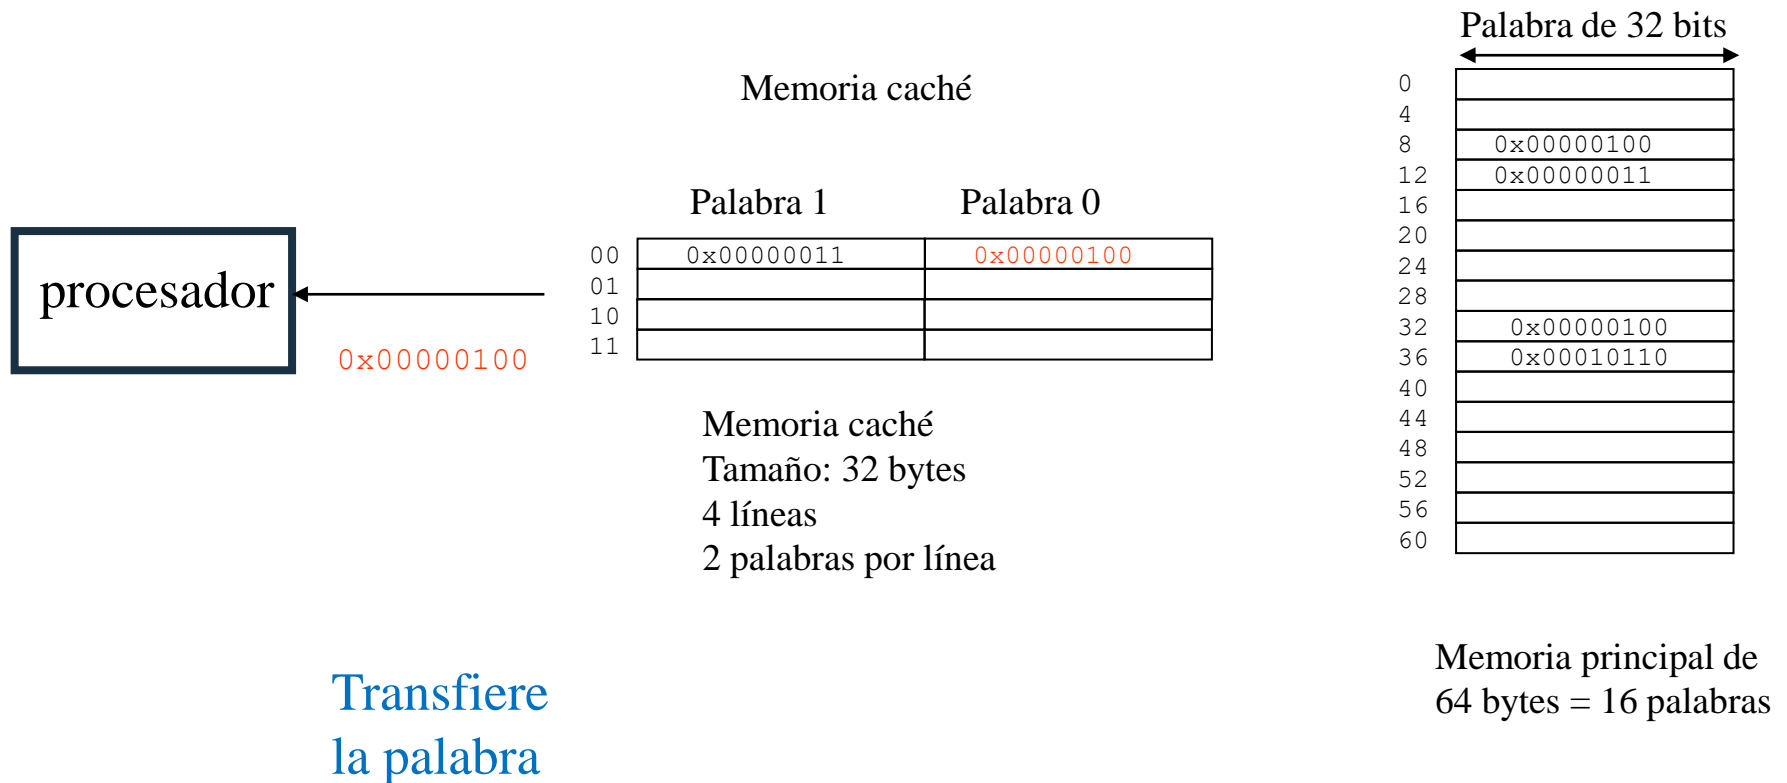 Palabra de 32 bits
Memoria caché
Palabra 1 Palabra 0
procesador
0x00000100
00 0x00000011 0x00000100
01
10
11
Memoria caché
Tamaño: 32 bytes
4 líneas
2 palabras por línea
0
4
8 0x00000100
12 0x00000011
16
20
24
28
32 0x00000100
36 0x00010110
40
44
48
52
56
60
Memoria principal de
64 bytes = 16 palabras
Transfiere
la palabra